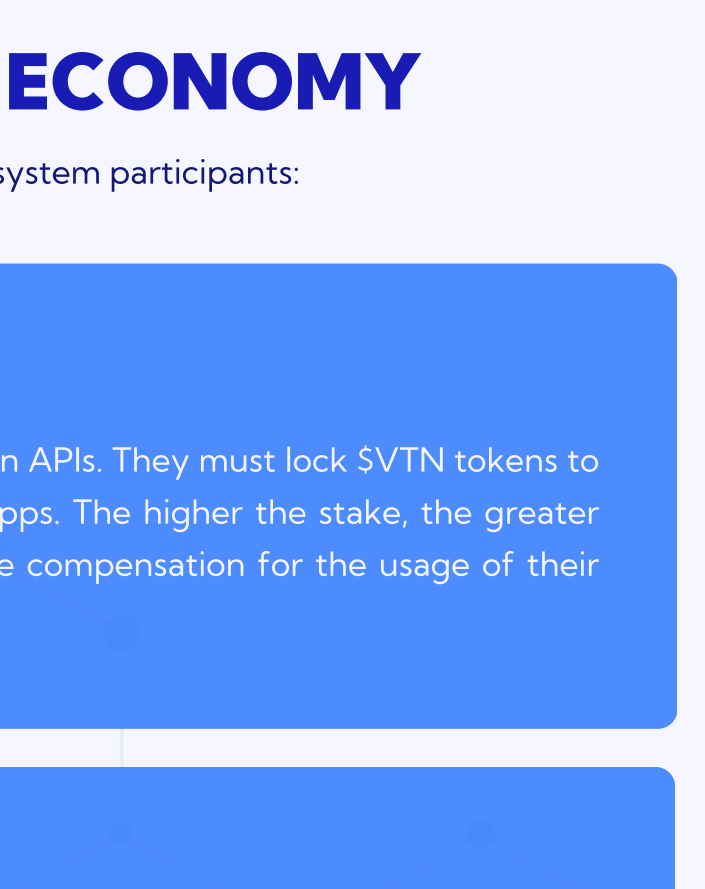 ECONOMY
system participants:
n APIs. They must lock $VTN tokens to
pps. The higher the stake, the greater
e compensation for the usage of their